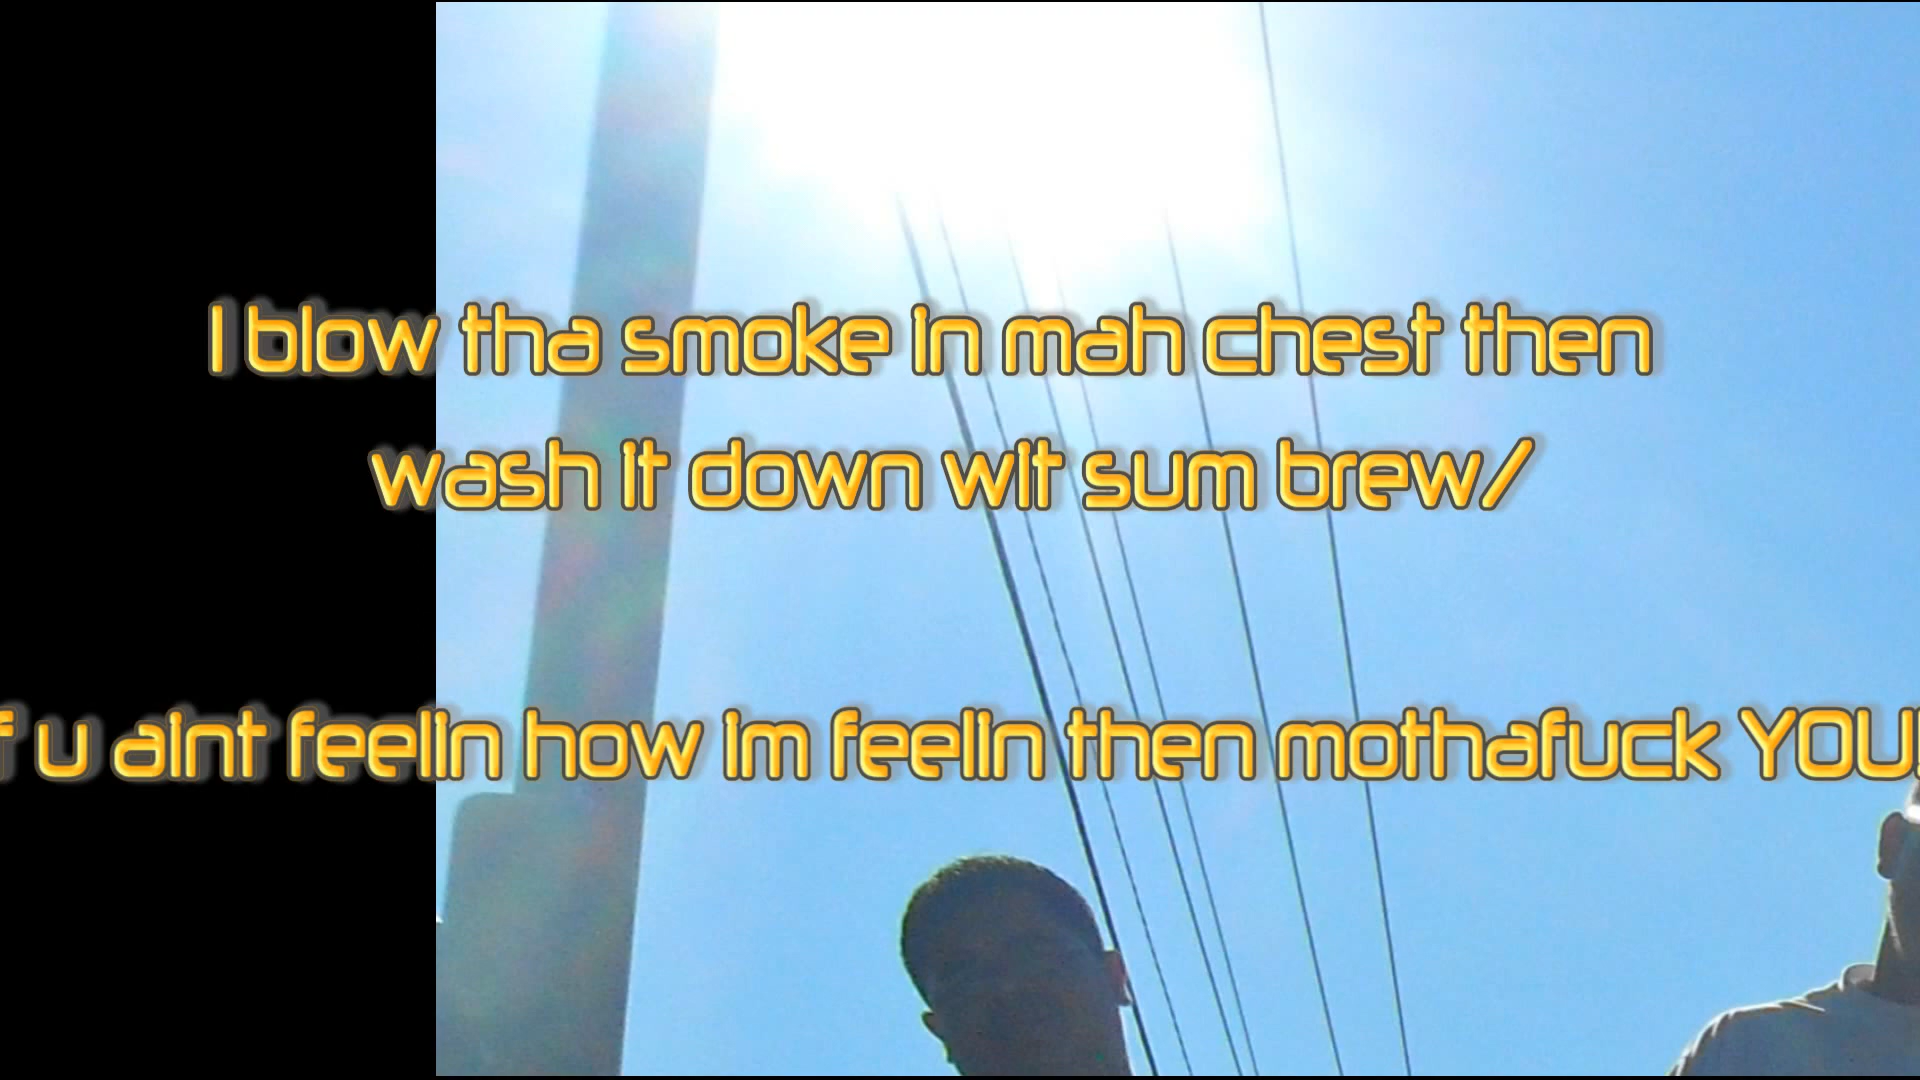 I blow tha smoke in mah chest then
wash it down wit sum brew/
f u aint feelin how im feelin then mothafuck YOU!